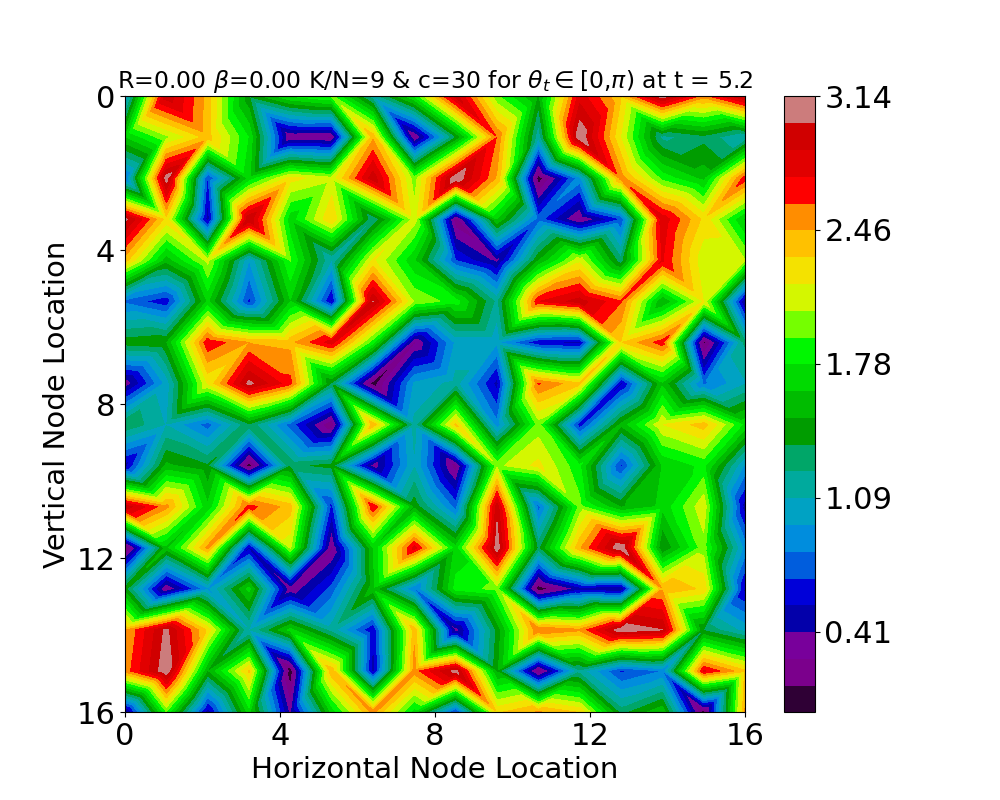 R=0.00 β=0.00 K/N=9 & c=30 for θₜ ∈ [0,π) at t = 5.2
0
4
8
12
16
Vertical Node Location
0 4 8 12 16
Horizontal Node Location
3.14
2.46
1.78
1.09
0.41